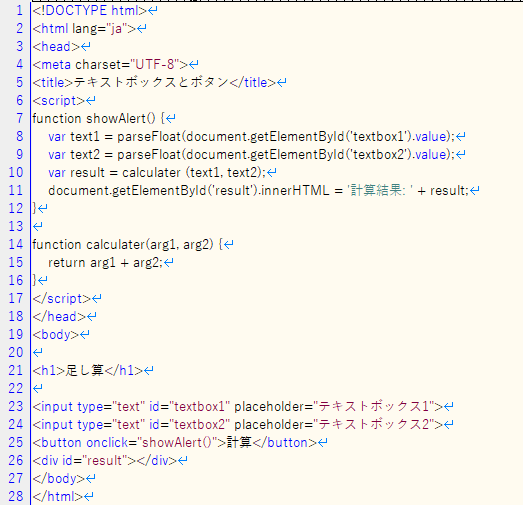 1 <!DOCTYPE html>↵
2 <html lang="ja">↵
3 <head>↵
4 <meta charset="UTF-8">↵
5 <title>テキストボックスとボタン</title>↵
6 <script>↵
7 function showAlert() {↵
8 var text1 = parseFloat(document.getElementById('textbox1').value);↵
9 var text2 = parseFloat(document.getElementById('textbox2').value);↵
10 var result = calculater (text1, text2);↵
11 document.getElementById('result').innerHTML = '計算結果: ' + result;↵
12 }↵
13 ↵
14 function calculater(arg1, arg2) {↵
15 return arg1 + arg2;↵
16 }↵
17 </script>↵
18 </head>↵
19 <body>↵
20 ↵
21 <h1>足し算</h1>↵
22 ↵
23 <input type="text" id="textbox1" placeholder="テキストボックス1">↵
24 <input type="text" id="textbox2" placeholder="テキストボックス2">↵
25 <button onclick="showAlert()">計算</button>↵
26 <div id="result"></div>↵
27 </body>↵
28 </html>↵